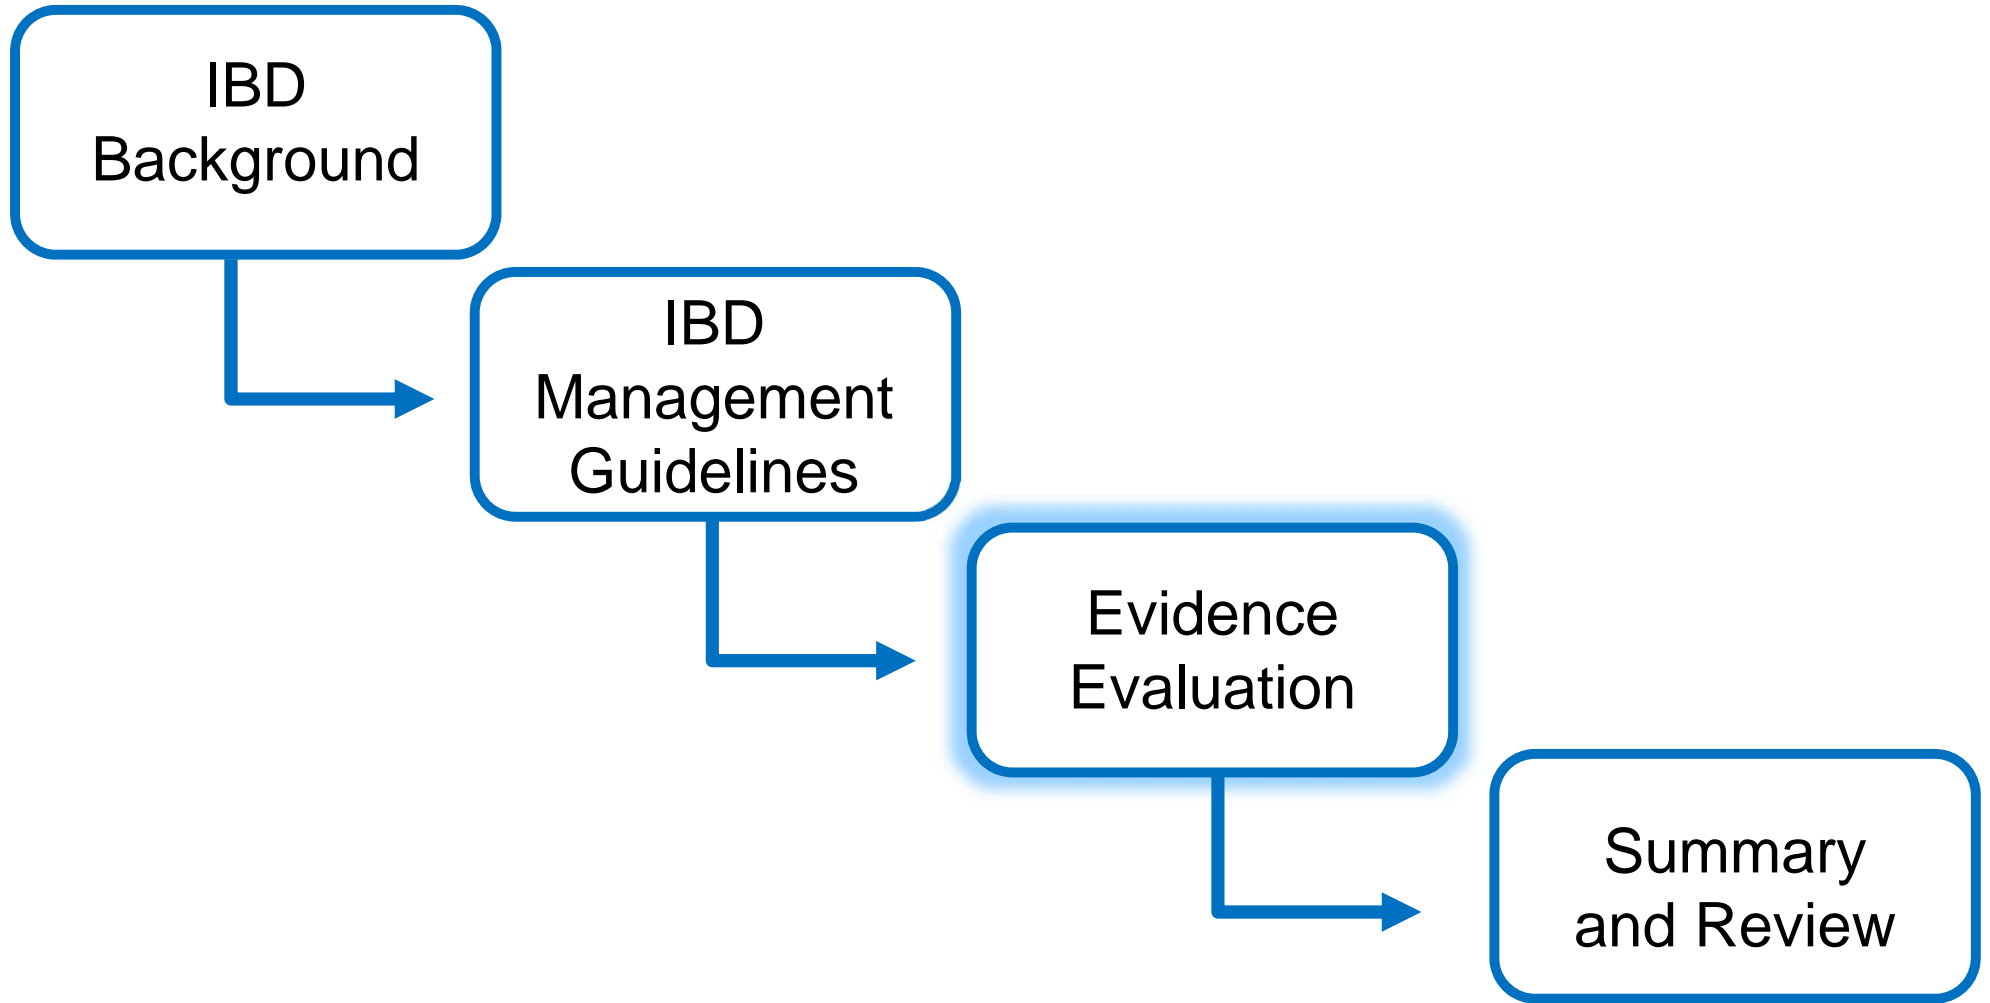 IBD
Background
IBD
Management
Guidelines
Evidence
Evaluation
Summary
and Review